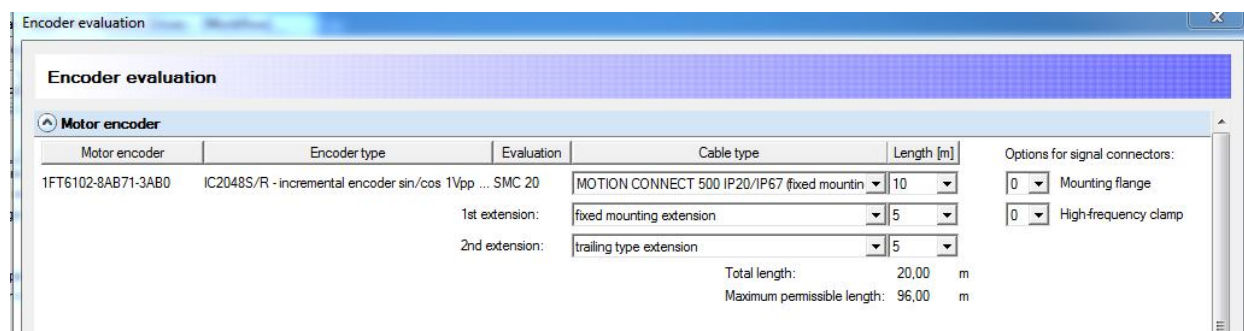 Encoder evaluation
Encoder evaluation
Motor encoder
Motor encoder Encoder type Evaluation Cable type Length [m] Options for signal connectors:
1FT6102-8AB71-3AB0 IC2048S/R - incremental encoder sin/cos 1Vpp ... SMC 20 MOTION CONNECT 500 IP20/IP67 (fixed mountin 10 0 Mounting flange
1st extension: fixed mounting extension 5 0 High-frequency clamp
2nd extension: trailing type extension 5
Total length: 20,00 m
Maximum permissible length: 96,00 m